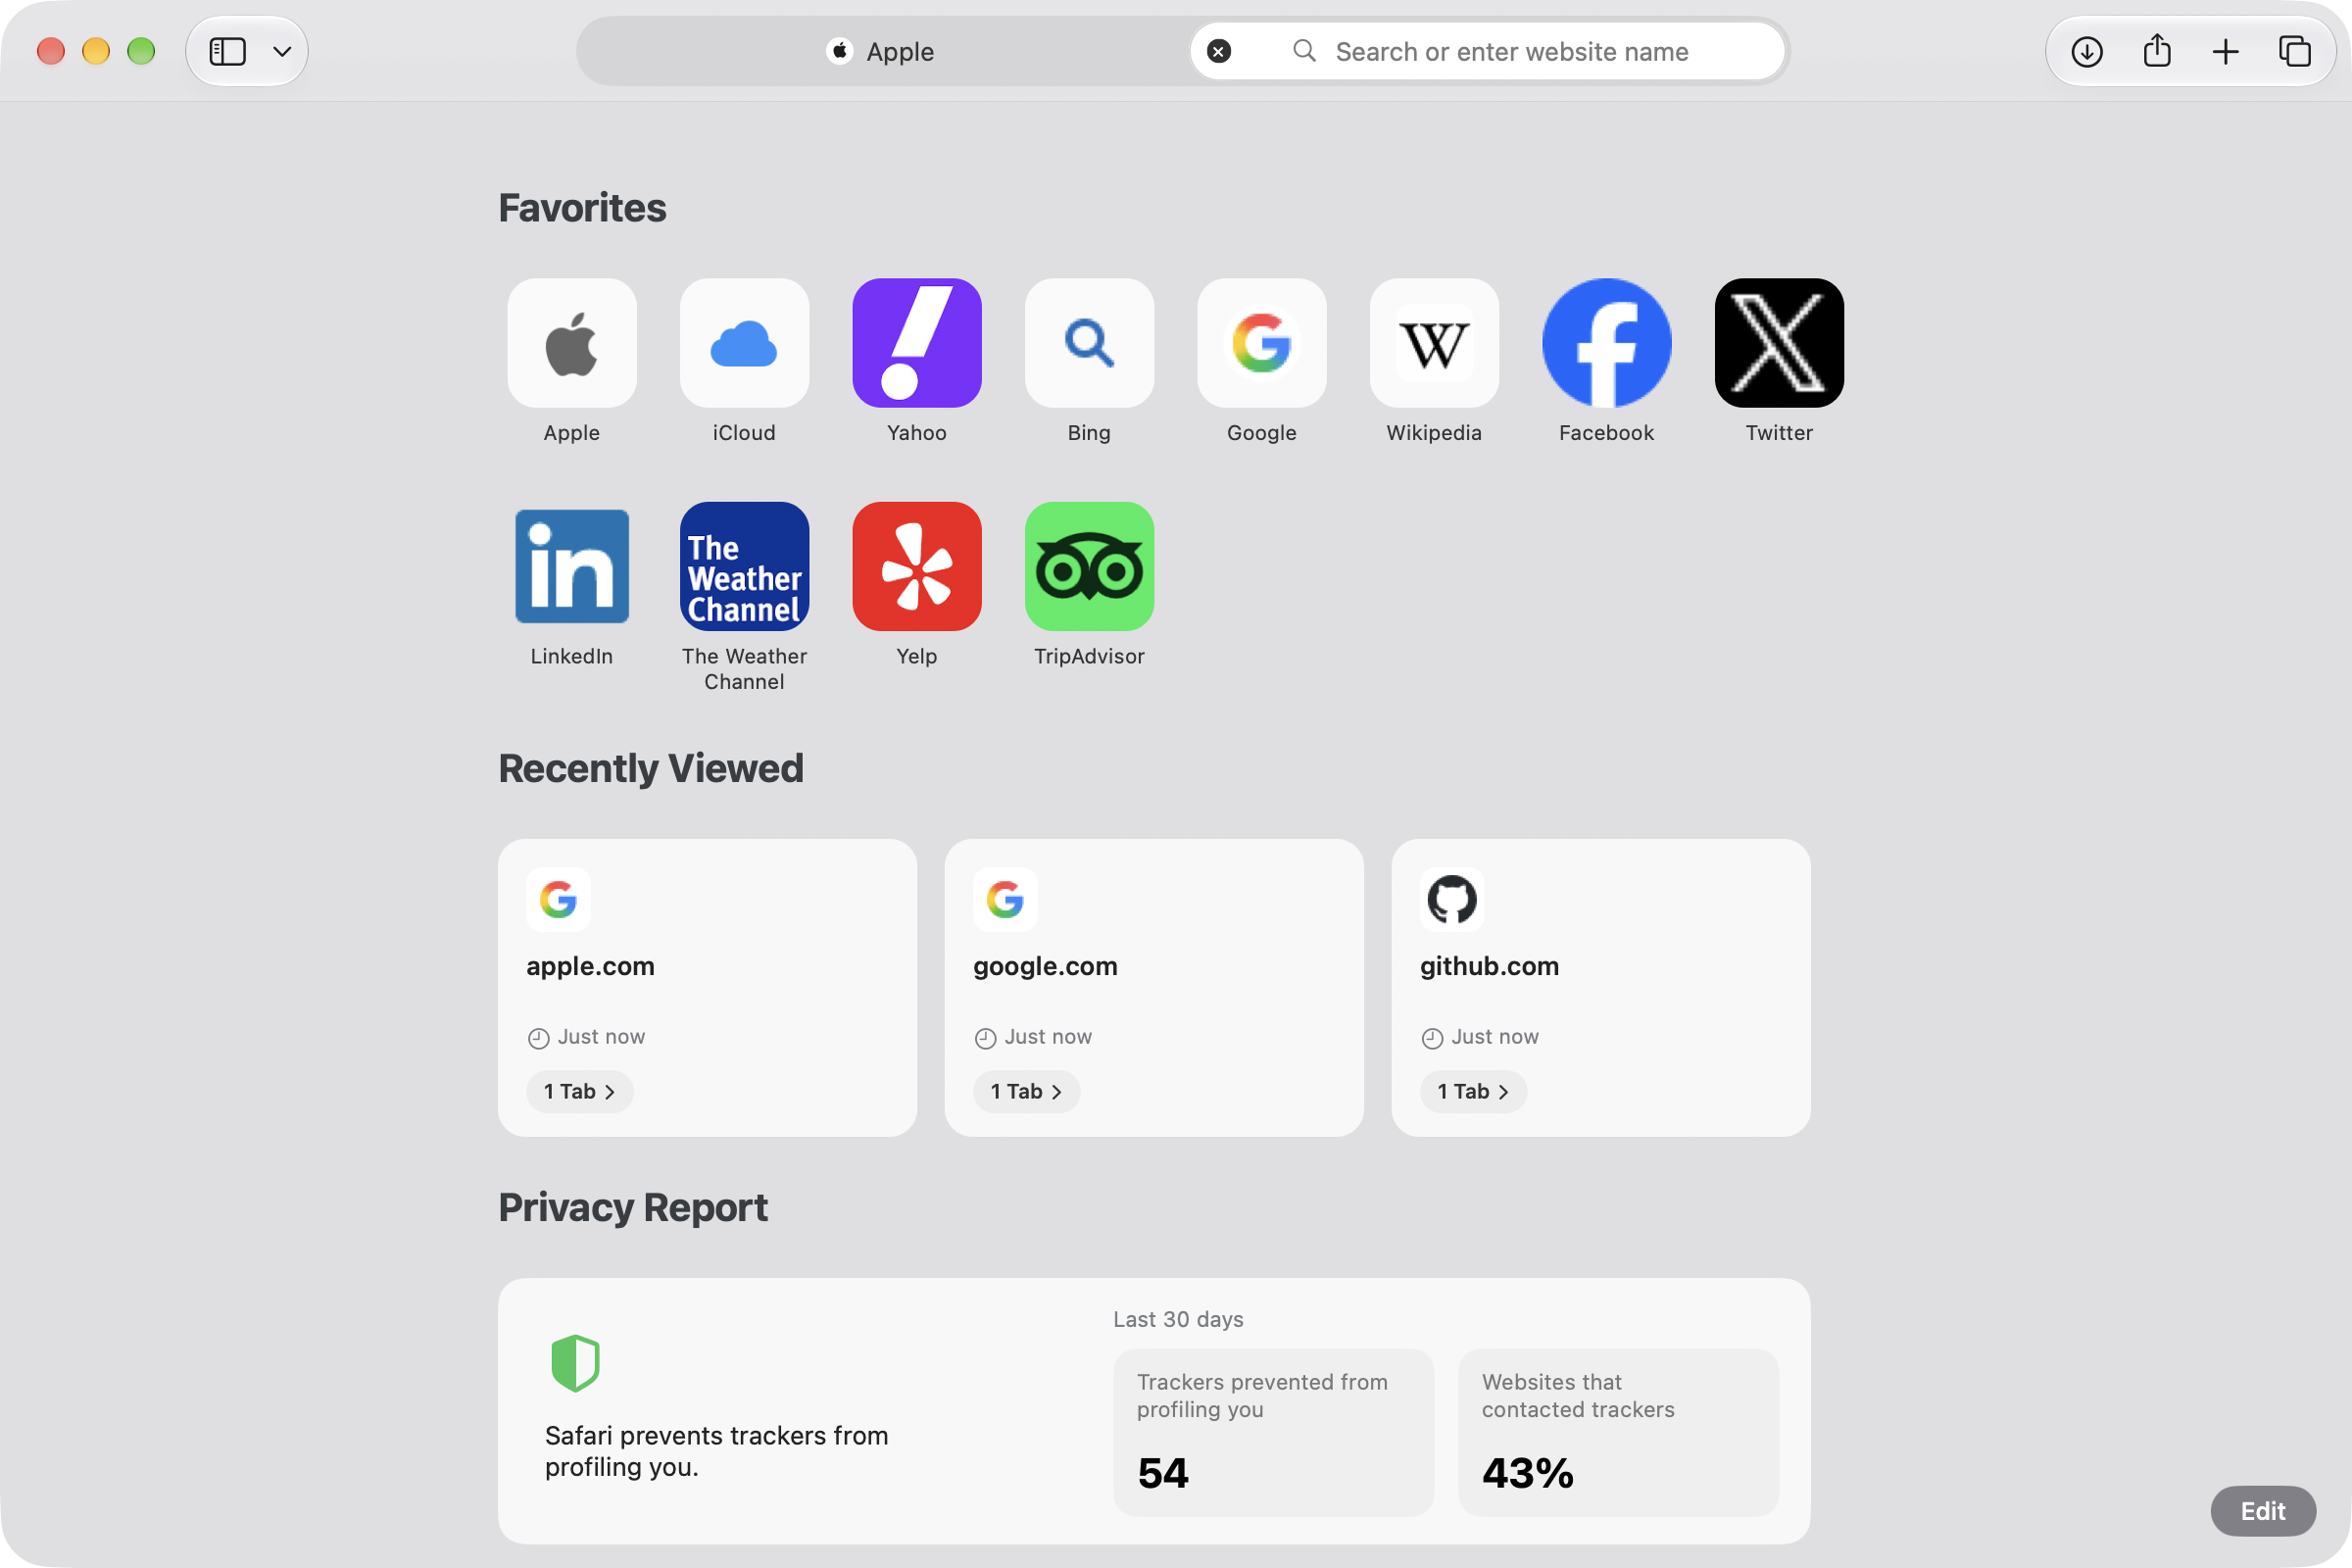 Apple
Search or enter website name
Favorites
Apple
iCloud
Yahoo
Bing
Google
Wikipedia
Facebook
Twitter
in
The
Weather
Channel
LinkedIn
The Weather
Channel
Yelp
TripAdvisor
Recently Viewed
apple.com
Just now
1 Tab
google.com
Just now
1 Tab
github.com
Just now
1 Tab
Privacy Report
Safari prevents trackers from
profiling you.
Last 30 days
Trackers prevented from
profiling you
54
Websites that
contacted trackers
43%
Edit